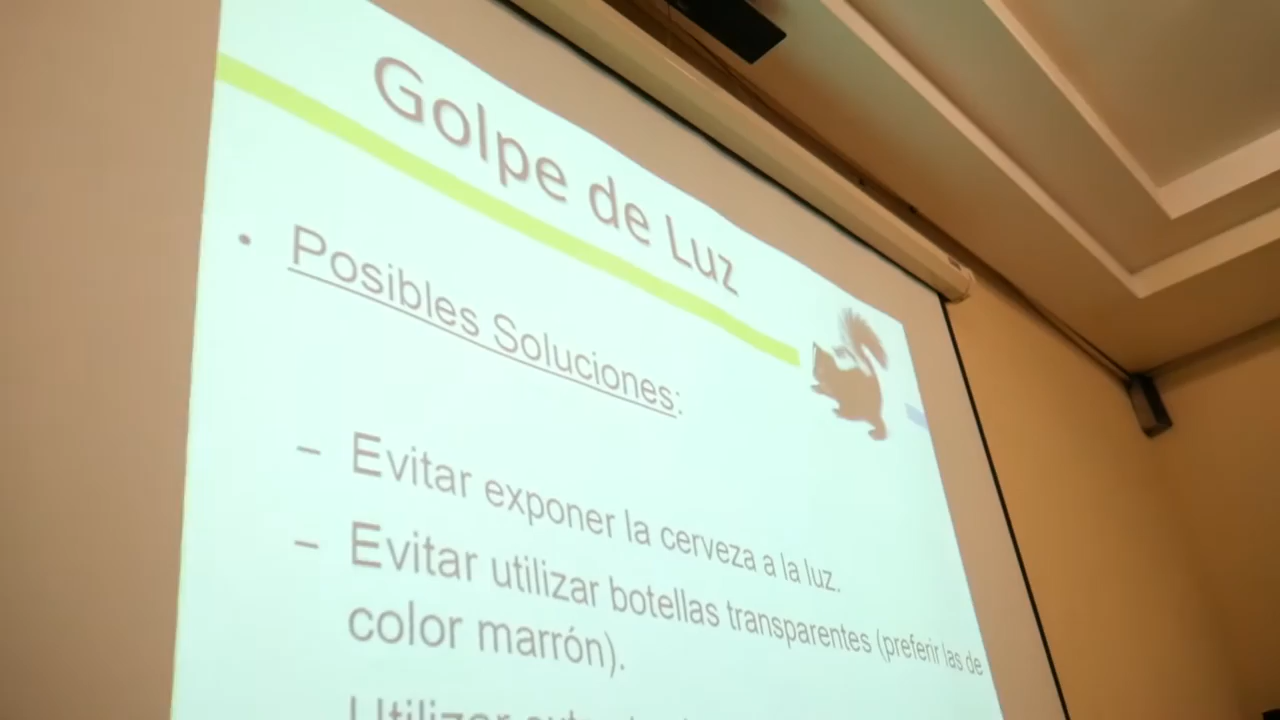 Golpe de Luz
• Posibles Soluciones:
– Evitar exponer la cerveza a la luz.
– Evitar utilizar botellas transparentes (preferir las de
color marrón).
Utilizar